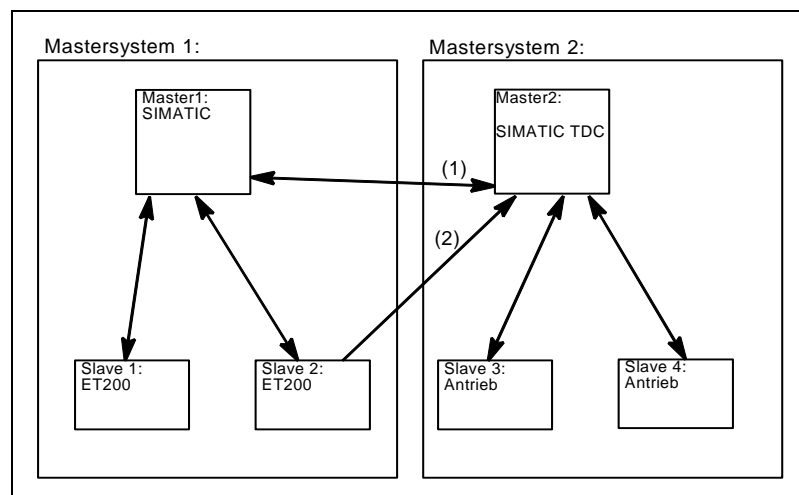 Mastersystem 1:
Mastersystem 2:
Master1:
SIMATIC
Master2:
SIMATIC TDC
(1)
(2)
Slave 1:
ET200
Slave 2:
ET200
Slave 3:
Antrieb
Slave 4:
Antrieb